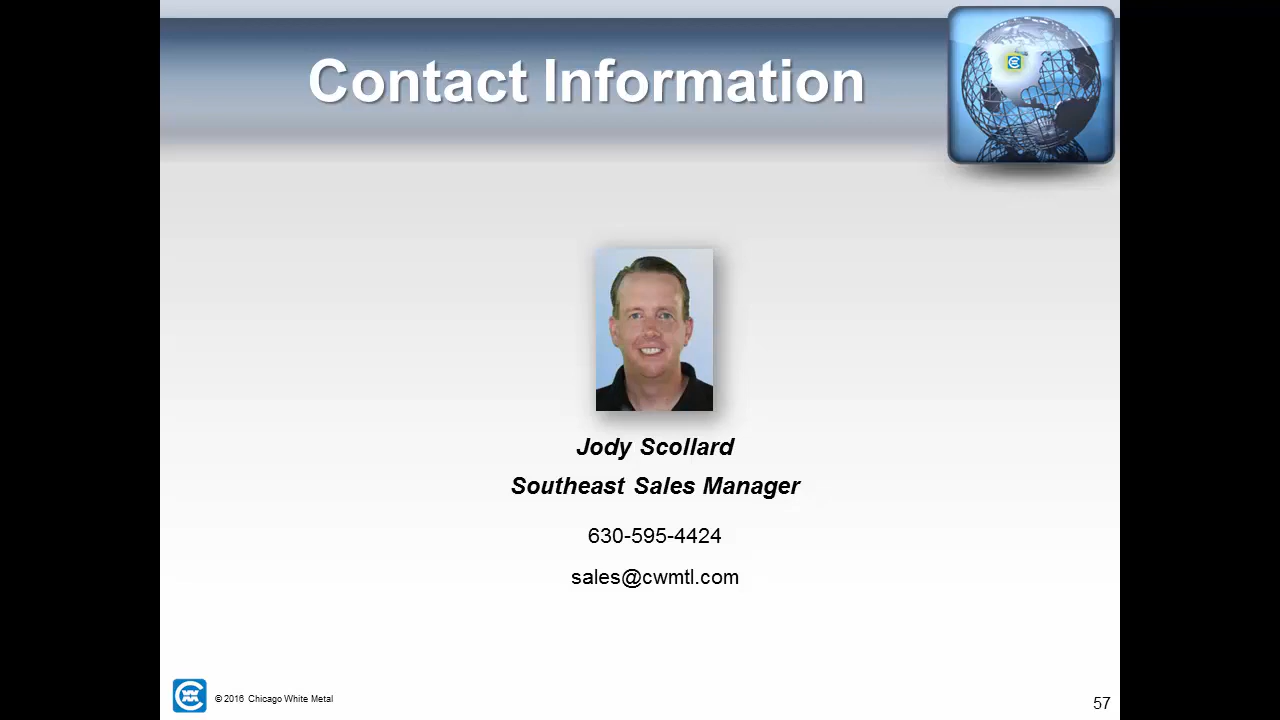 Contact Information
Jody Scollard
Southeast Sales Manager
630-595-4424
sales@cwmtl.com
© 2016 Chicago White Metal
57